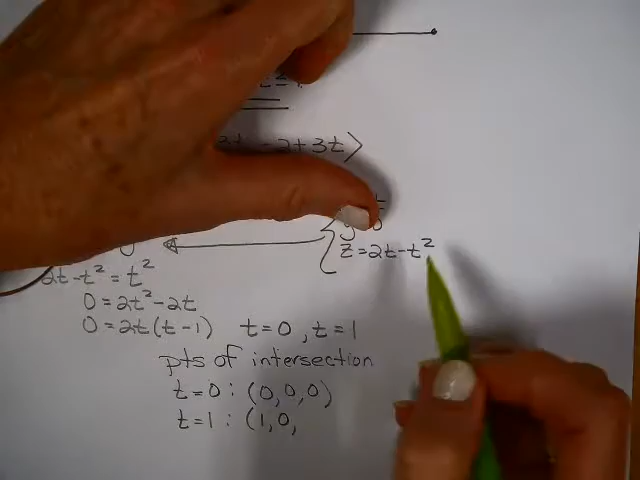 - 2 + 3t >
z = 2t - t²
2t - t² = t²
0 = 2t² - 2t
0 = 2t (t - 1)   t = 0 , t = 1
pts of intersection
t = 0 : (0, 0, 0)
t = 1 : (1, 0,